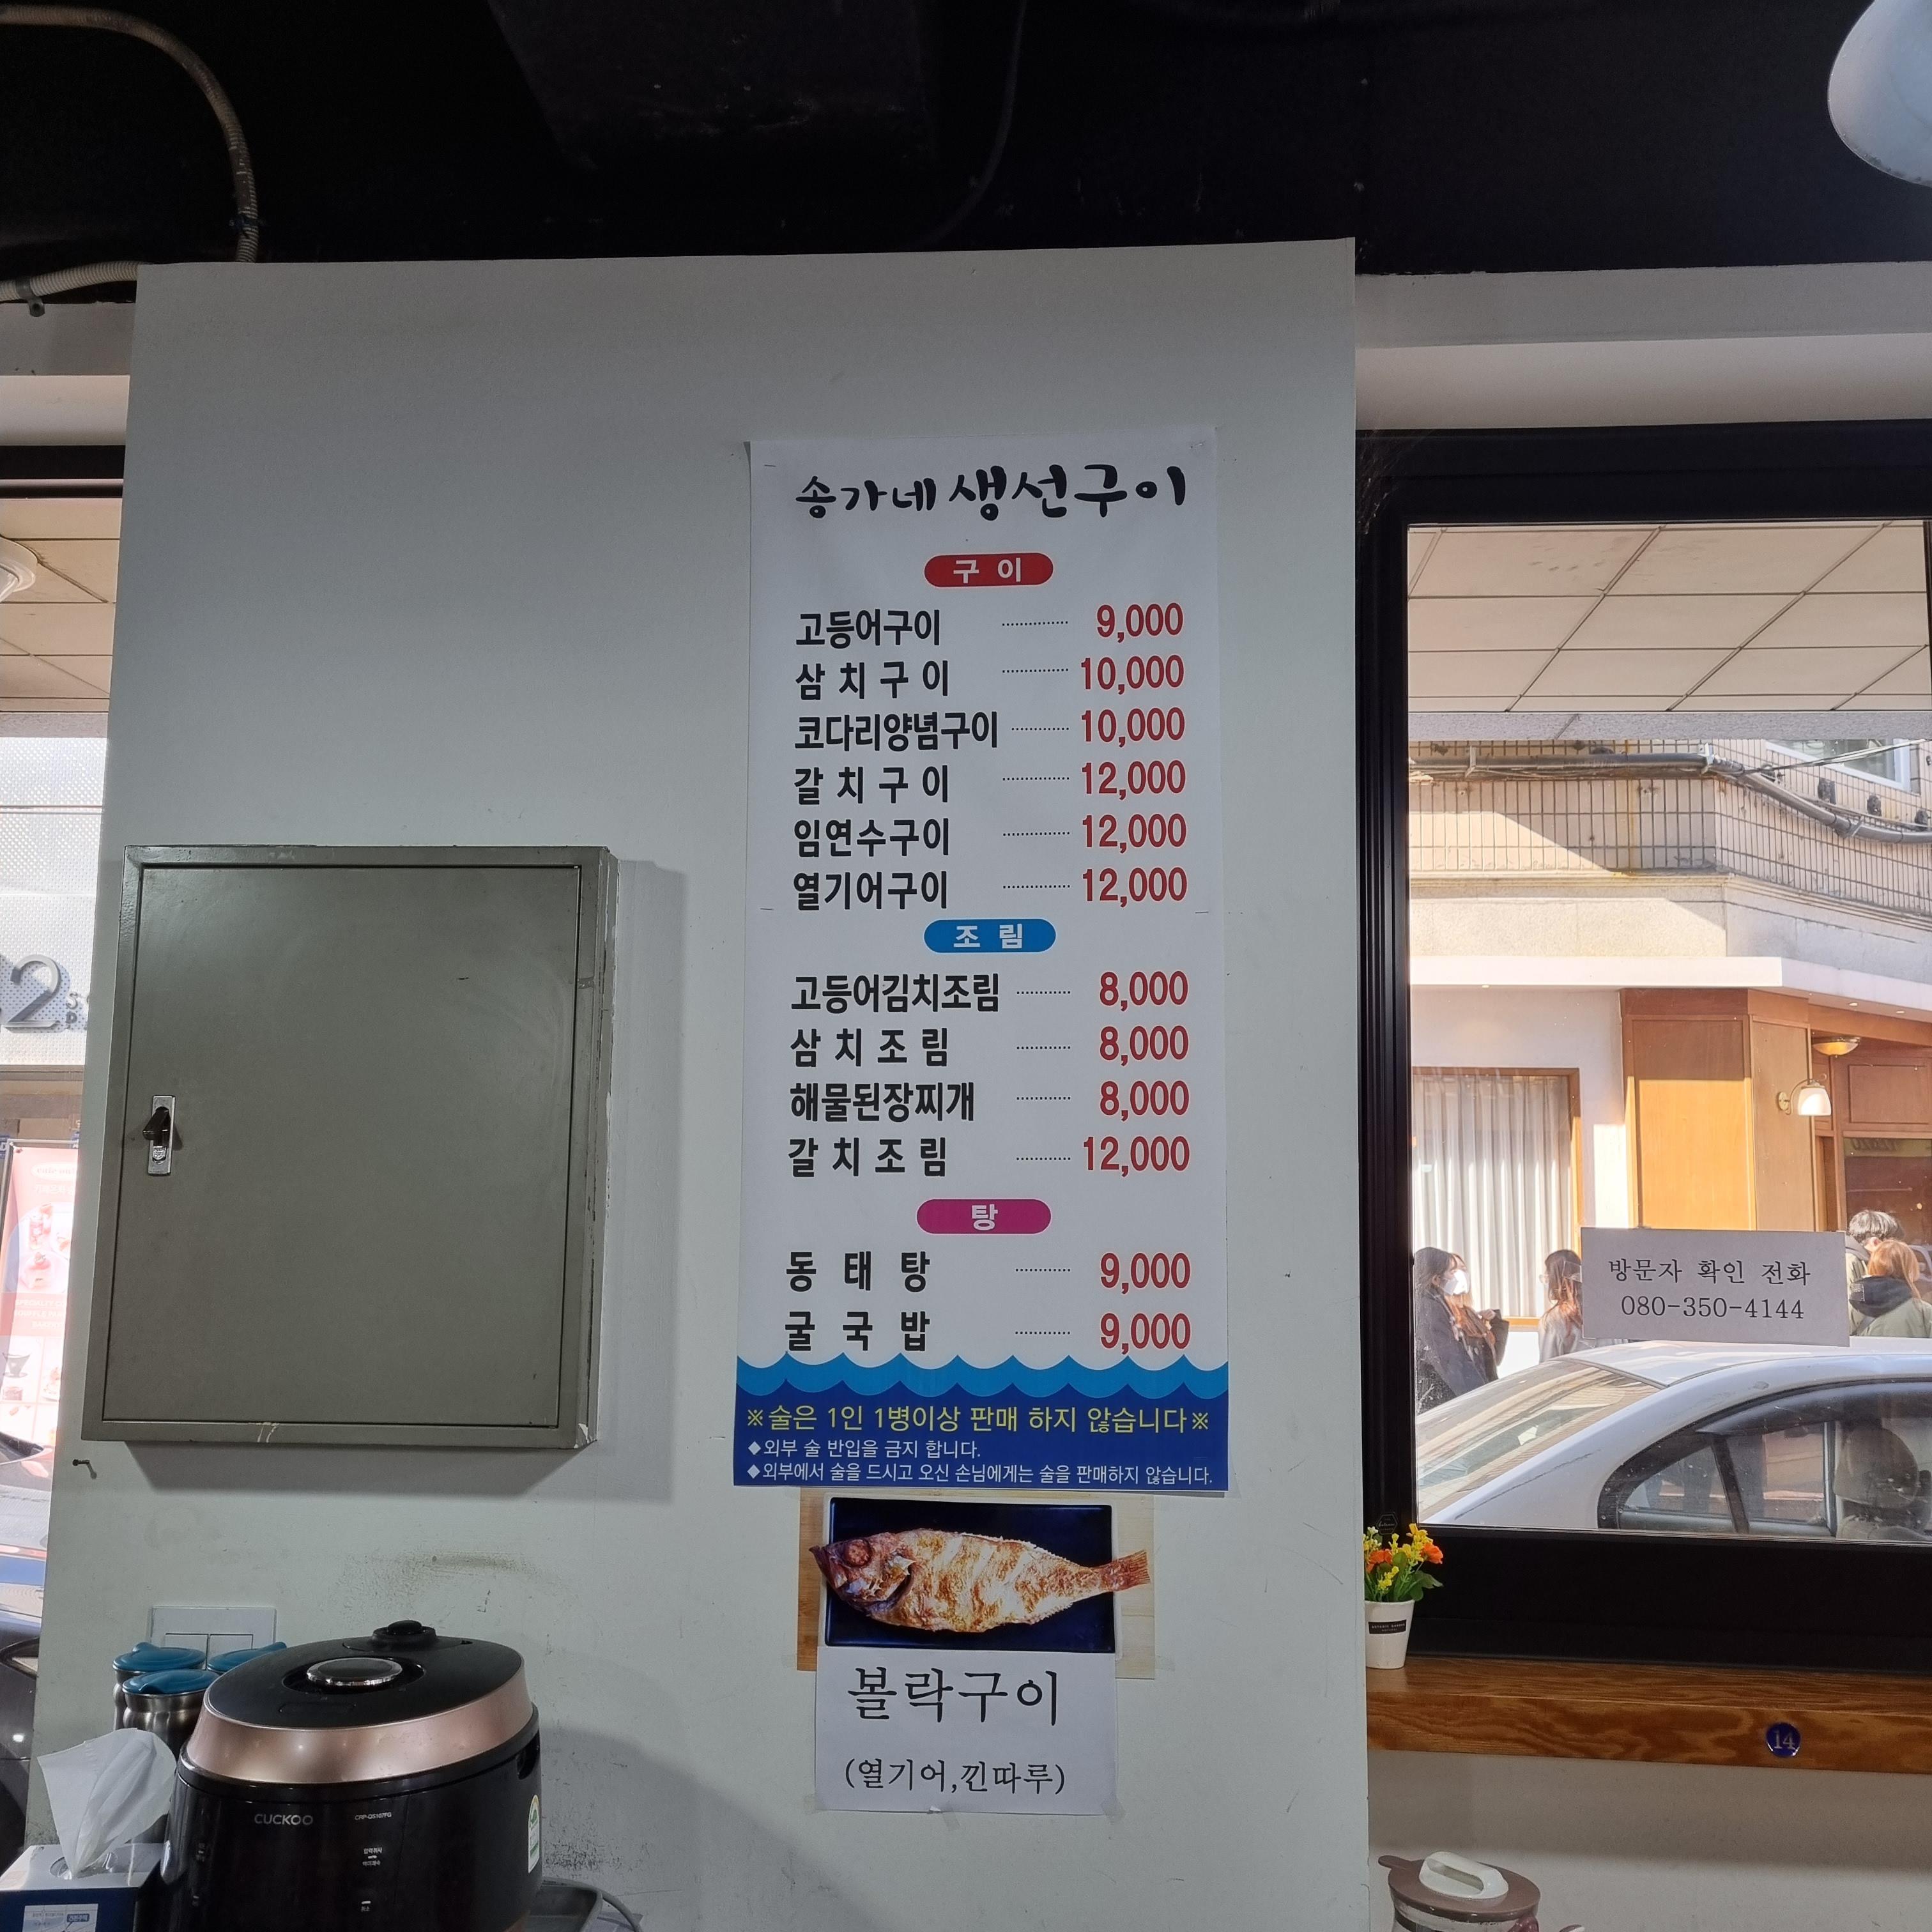 송가네 생선구이
구 이
고등어구이 ............... 9,000
삼 치 구 이 ............... 10,000
코다리양념구이 ............... 10,000
갈 치 구 이 ............... 12,000
임연수구이 ............... 12,000
열기어구이 ............... 12,000
조 림
고등어김치조림 ............ 8,000
삼 치 조 림 ............ 8,000
해물된장찌개 ............ 8,000
갈 치 조 림 ............ 12,000
탕
동 태 탕 ............ 9,000
굴 국 밥 ............ 9,000
※술은 1인 1병이상 판매 하지 않습니다※
◆외부 술 반입을 금지 합니다.
◆외부에서 술을 드시고 오신 손님에게는 술을 판매하지 않습니다.
볼락구이
(열기어,낀따루)
방문자 확인 전화
080-350-4144
14
2
CUCKOO